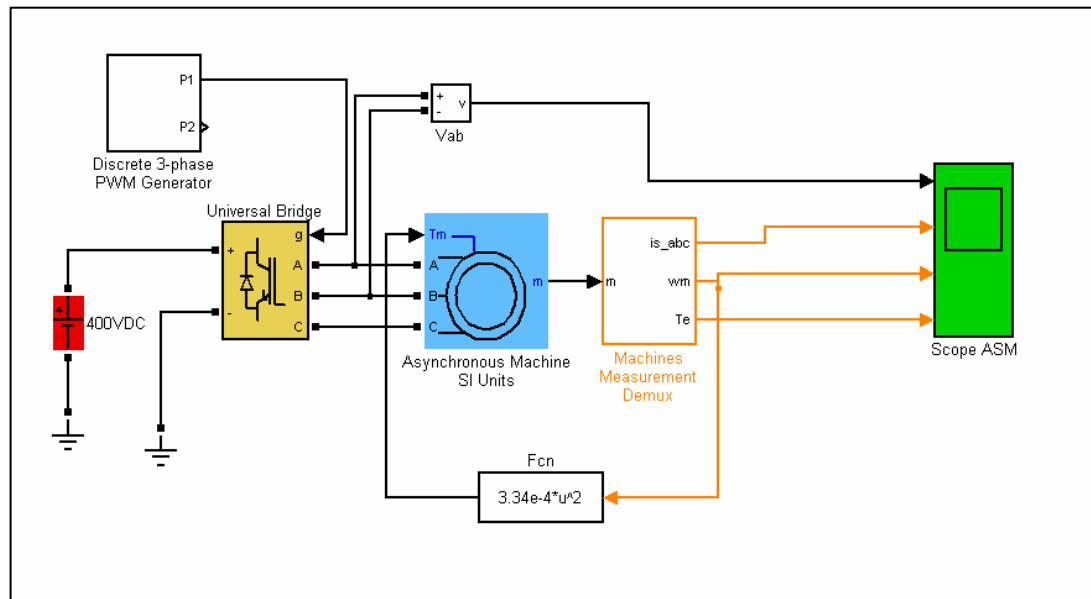 P1
P2
Discrete 3-phase
PWM Generator
+
-
v
Vab
Universal Bridge
g
+
A
B
-
C
400VDC
+
Tm
A
B
C
m
Asynchronous Machine
SI Units
m
is_abc
wm
Te
Machines
Measurement
Demux
Scope ASM
Fcn
3.34e-4*u^2